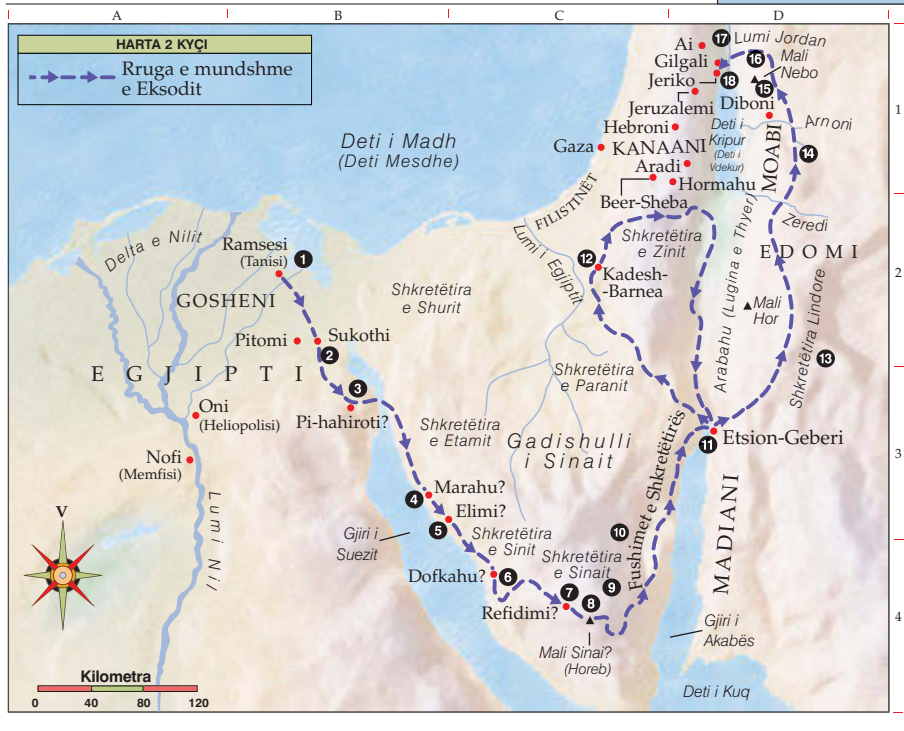 A
B
C
D
HARTA 2 KYÇI
Rruga e mundshme
e Eksodit
1
2
3
4
Deti i Madh
(Deti Mesdhe)
Ai
17
Lumi Jordan
Gilgali
16
Mali
Nebo
Jeriko
18
15
Jeruzalemi
Diboni
Hebroni
Deti i
Kripur
(Deti i
Vdekur)
Arnoni
Gaza
KANAANI
MOABI
14
Aradi
Hormahu
Beer-Sheba
FILISTINËT
Zeredi
Shkretëtira
e Zinit
EDOMI
Lumi i Egjiptit
12
Kadesh-
-Barnea
Arabahu (Lugina e Thyer)
Mali
Hor
Shkretëtira Lindore
13
Delta e Nilit
Ramsesi
(Tanisi)
1
GOSHENI
Shkretëtira
e Shurit
Pitomi
Sukothi
2
EGJIPTI
3
Pi-hahiroti?
Shkretëtira
e Paranit
Oni
(Heliopolisi)
Shkretëtira
e Etamit
Gadishulli
i Sinait
Etsion-Geberi
11
Nofi
(Memfisi)
Fushimet e Shkretëtirës
MADIANI
Marahu?
4
Elimi?
5
Gjiri i
Suezit
Shkretëtira
e Sinit
10
Lumi Nil
V
Shkretëtira
e Sinait
Dofkahu?
6
7
8
9
Refidimi?
Mali Sinai?
(Horeb)
Gjiri i
Akabës
Deti i Kuq
Kilometra
0 40 80 120